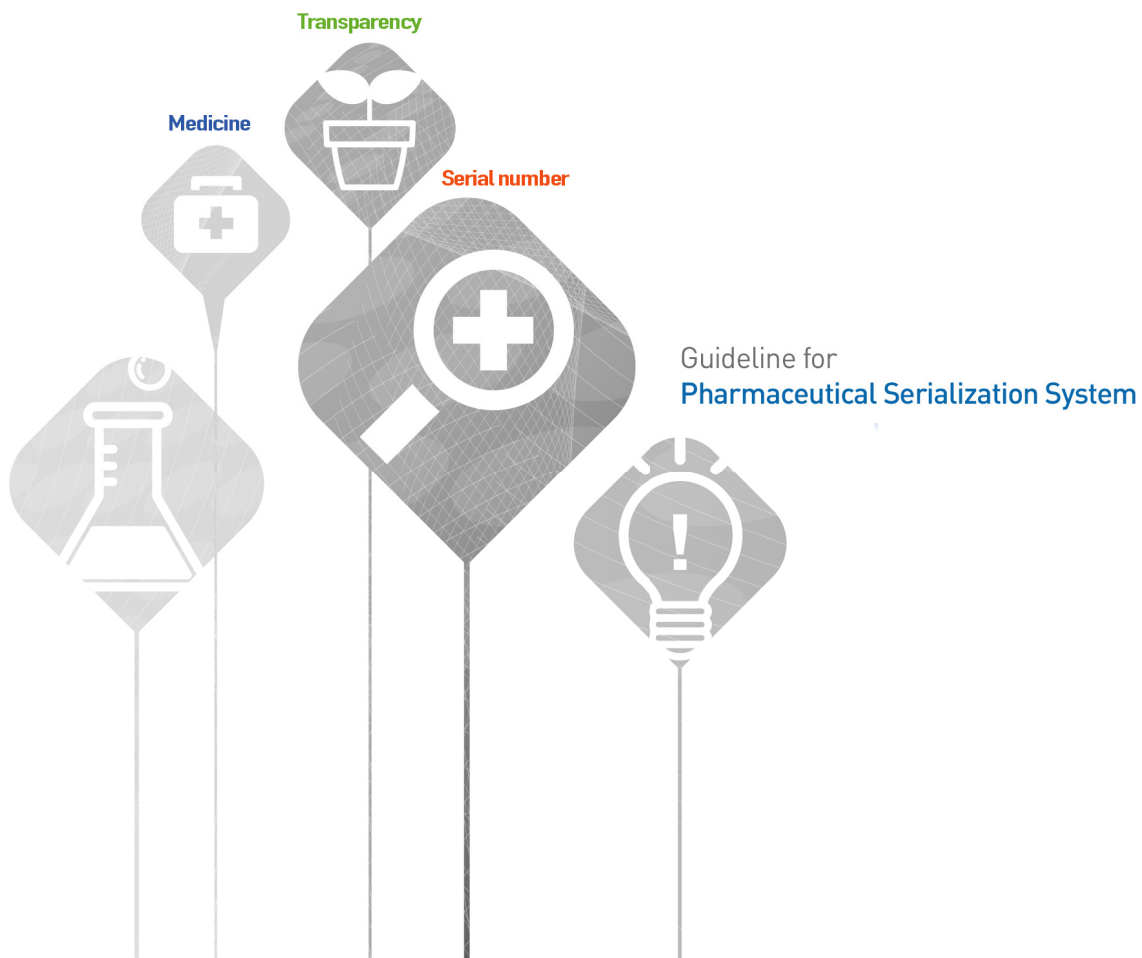 Transparency
Medicine
Serial number
Guideline for
Pharmaceutical Serialization System
!